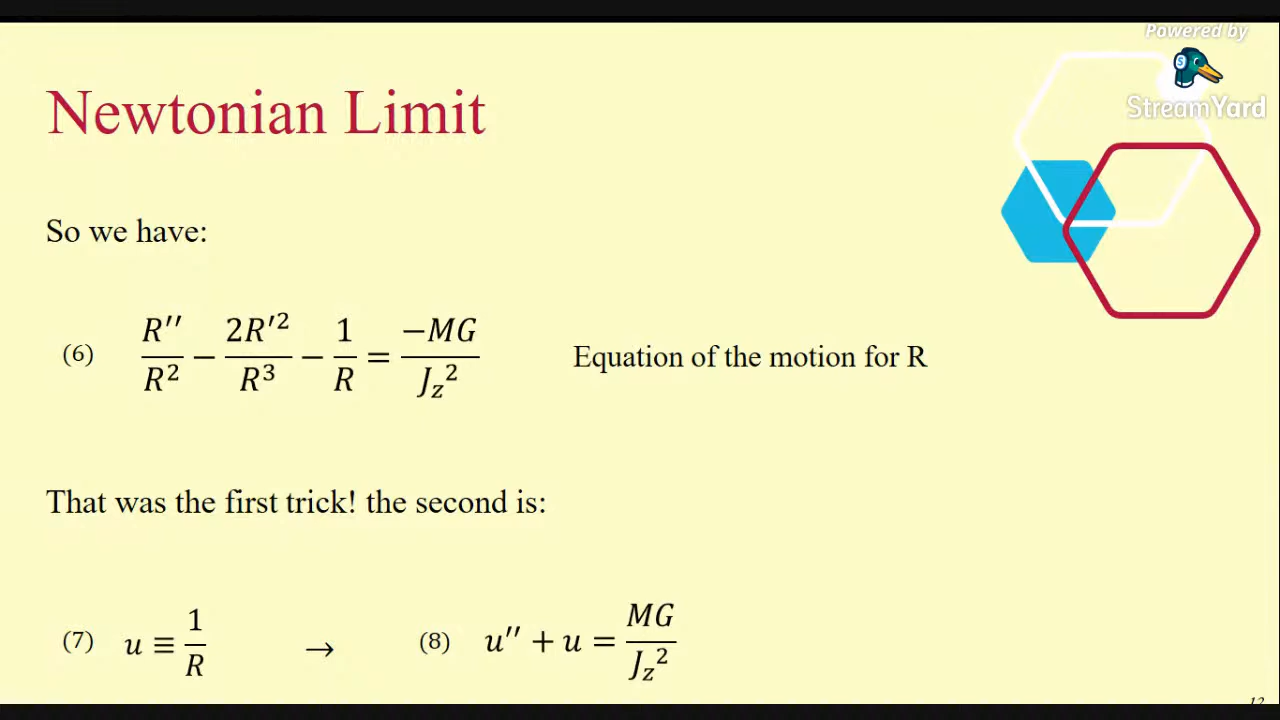 Powered by
StreamYard
Newtonian Limit
So we have:
(6) R′′/R² − 2R′²/R³ − 1/R = −MG/J_z² Equation of the motion for R
That was the first trick! the second is:
(7) u ≡ 1/R → (8) u′′ + u = MG/J_z²